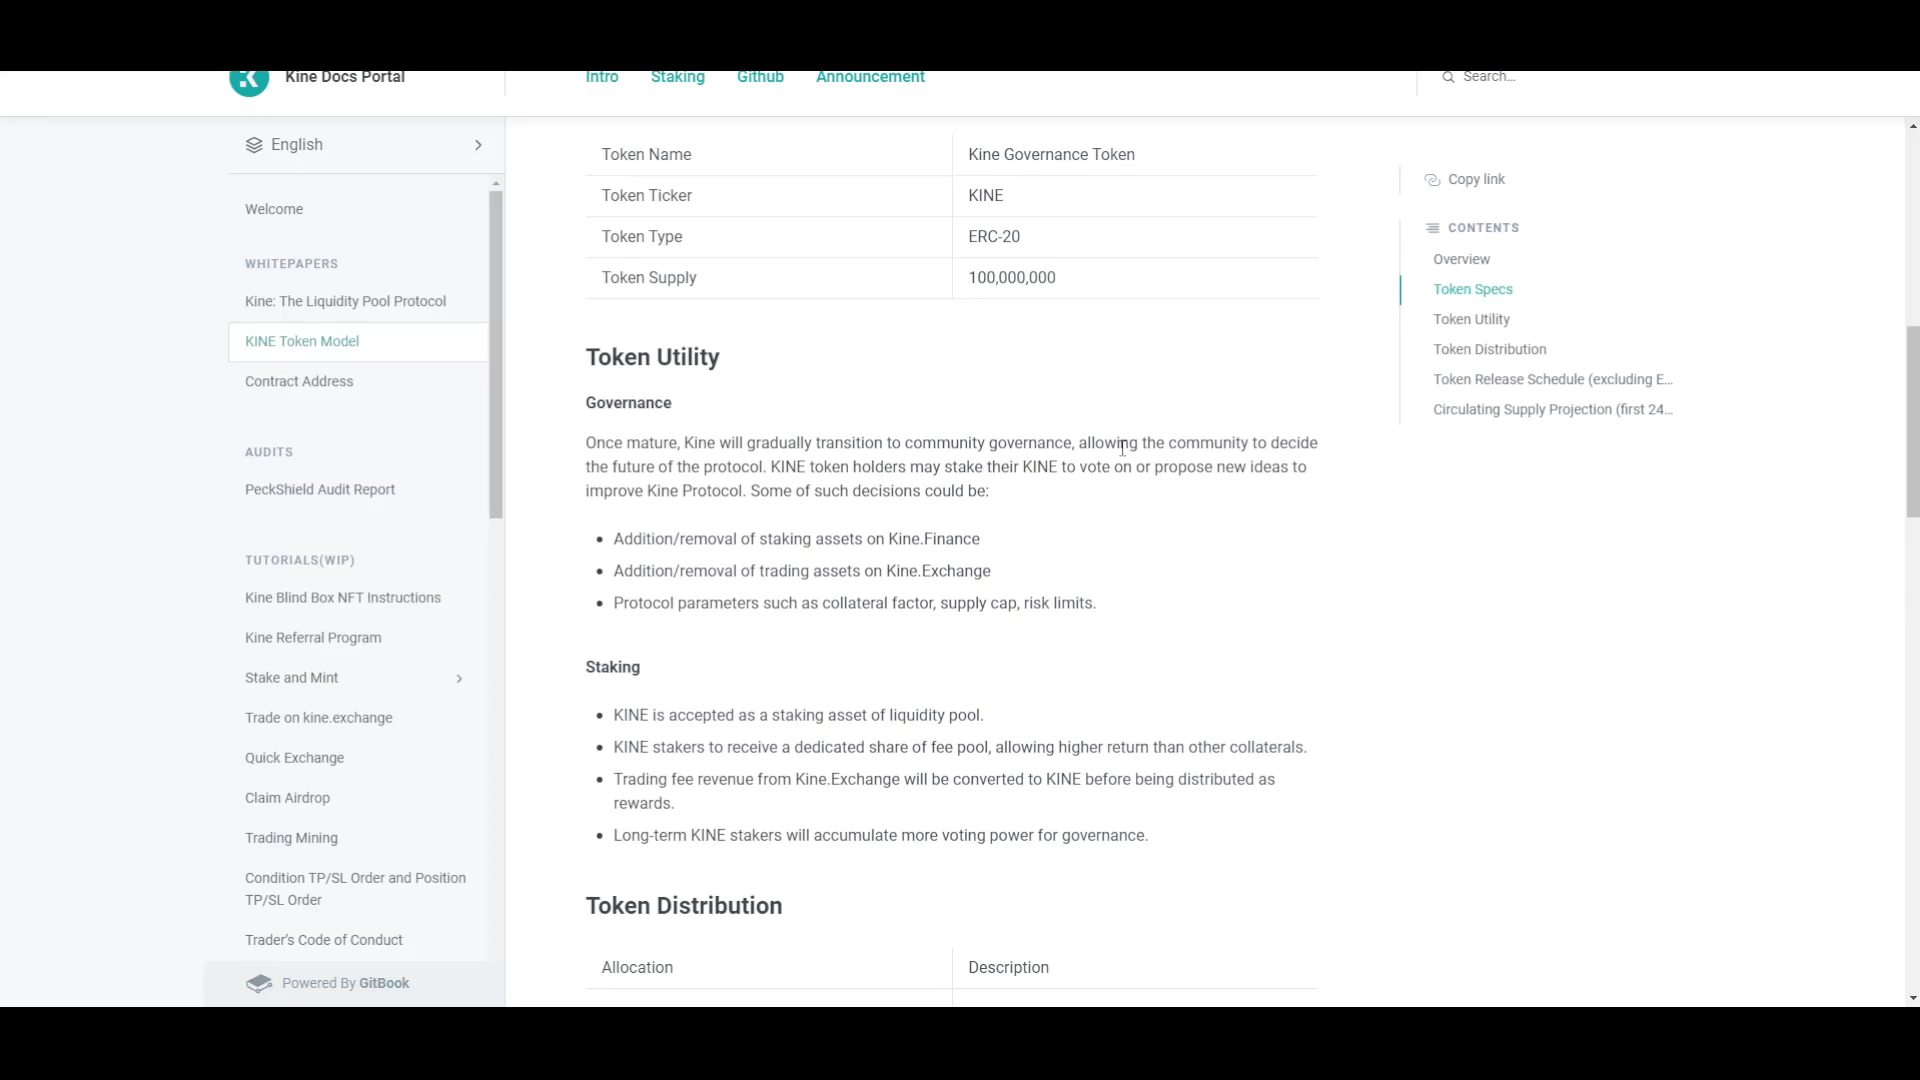 Kine Docs Portal
Intro Staking Github Announcement
Search...
English
Welcome
WHITEPAPERS
Kine: The Liquidity Pool Protocol
KINE Token Model
Contract Address
AUDITS
PeckShield Audit Report
TUTORIALS(WIP)
Kine Blind Box NFT Instructions
Kine Referral Program
Stake and Mint
Trade on kine.exchange
Quick Exchange
Claim Airdrop
Trading Mining
Condition TP/SL Order and Position
TP/SL Order
Trader's Code of Conduct
Powered By GitBook
Token Name Kine Governance Token
Token Ticker KINE
Token Type ERC-20
Token Supply 100,000,000
Token Utility
Governance
Once mature, Kine will gradually transition to community governance, allowing the community to decide
the future of the protocol. KINE token holders may stake their KINE to vote on or propose new ideas to
improve Kine Protocol. Some of such decisions could be:
Addition/removal of staking assets on Kine.Finance
Addition/removal of trading assets on Kine.Exchange
Protocol parameters such as collateral factor, supply cap, risk limits.
Staking
KINE is accepted as a staking asset of liquidity pool.
KINE stakers to receive a dedicated share of fee pool, allowing higher return than other collaterals.
Trading fee revenue from Kine.Exchange will be converted to KINE before being distributed as
rewards.
Long-term KINE stakers will accumulate more voting power for governance.
Token Distribution
Allocation Description
Copy link
CONTENTS
Overview
Token Specs
Token Utility
Token Distribution
Token Release Schedule (excluding E...
Circulating Supply Projection (first 24...